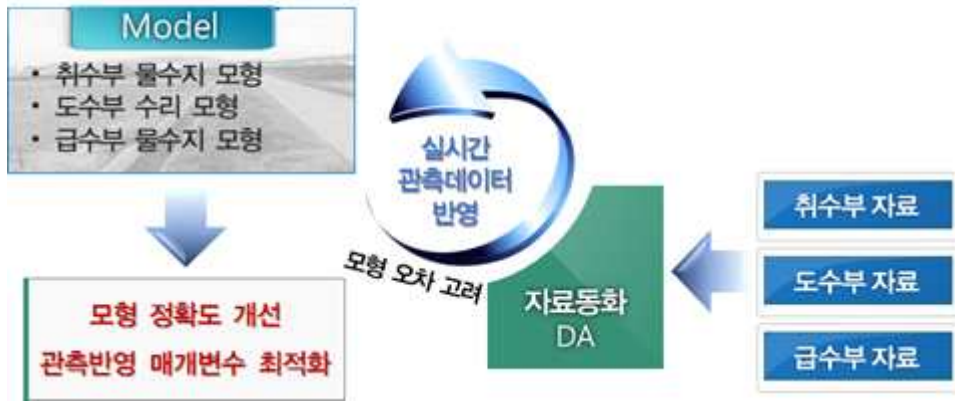 Model
• 취수부 물수지 모형
• 도수부 수리 모형
• 급수부 물수지 모형
실시간
관측데이터
반영
모형 오차 고려
자료동화
DA
취수부 자료
도수부 자료
급수부 자료
모형 정확도 개선
관측반영 매개변수 최적화